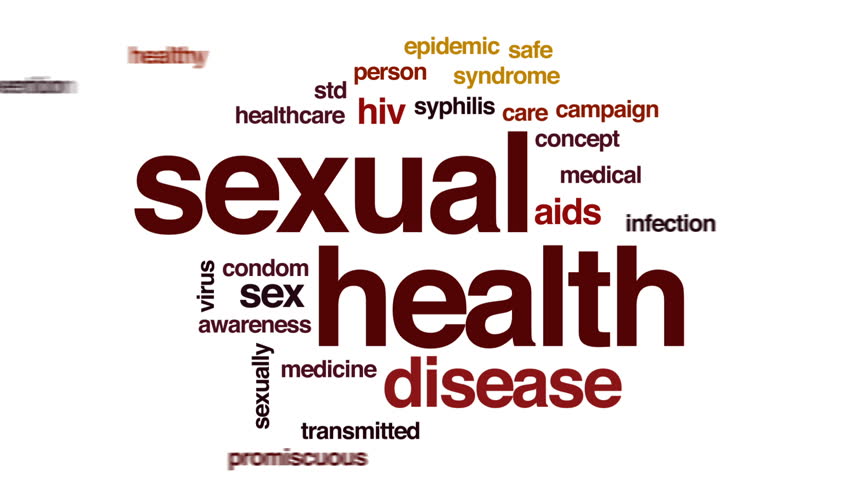 epidemic
safe
healthy
person
syndrome
std
healthcare
hiv
syphilis
care
campaign
concept
sexual
medical
aids
infection
virus
condom
health
sex
awareness
sexually
medicine
disease
transmitted
promiscuous